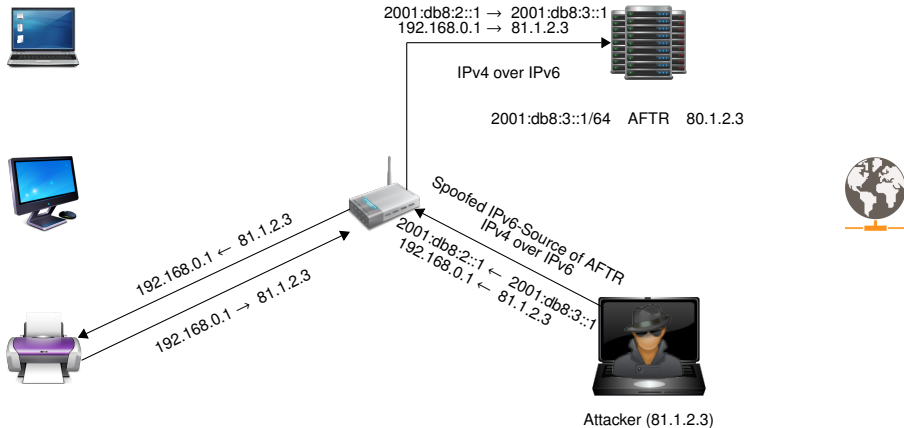 2001:db8:2::1 → 2001:db8:3::1
192.168.0.1 → 81.1.2.3
IPv4 over IPv6
2001:db8:3::1/64 AFTR 80.1.2.3
Spoofed IPv6-Source of AFTR
IPv4 over IPv6
2001:db8:2::1 ← 2001:db8:3::1
192.168.0.1 ← 81.1.2.3
192.168.0.1 ← 81.1.2.3
192.168.0.1 → 81.1.2.3
Attacker (81.1.2.3)